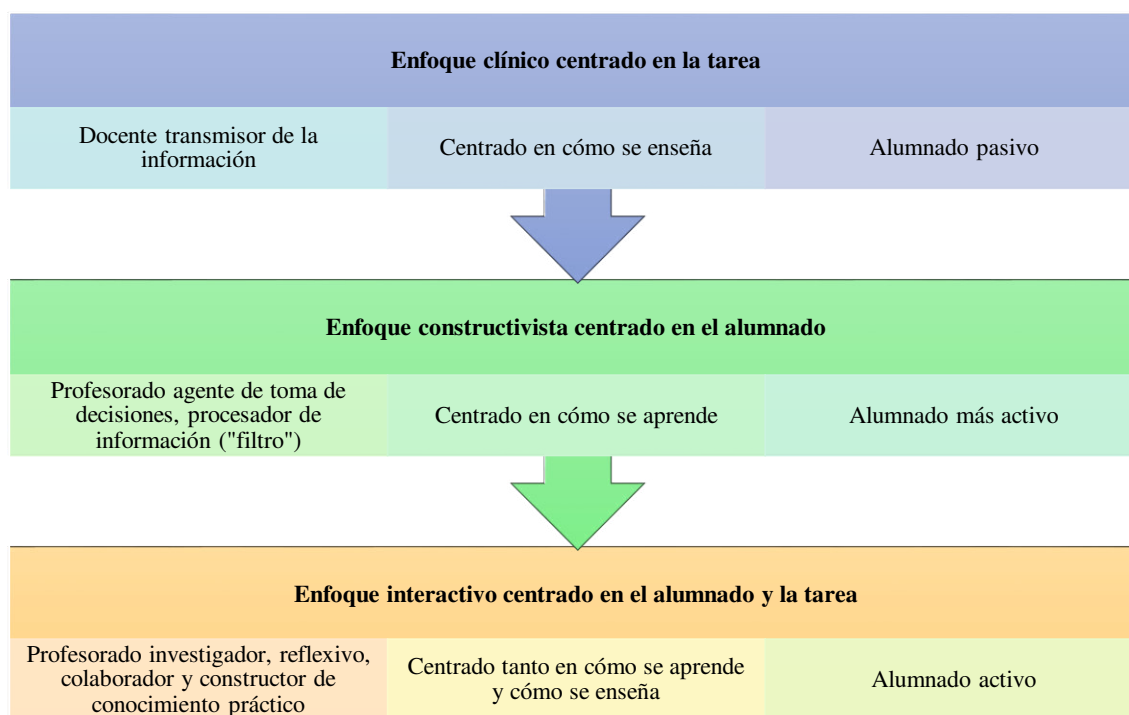 Enfoque clínico centrado en la tarea
Docente transmisor de la
información
Centrado en cómo se enseña
Alumnado pasivo
Enfoque constructivista centrado en el alumnado
Profesorado agente de toma de
decisiones, procesador de
información ("filtro")
Centrado en cómo se aprende
Alumnado más activo
Enfoque interactivo centrado en el alumnado y la tarea
Profesorado investigador, reflexivo,
colaborador y constructor de
conocimiento práctico
Centrado tanto en cómo se aprende
y cómo se enseña
Alumnado activo